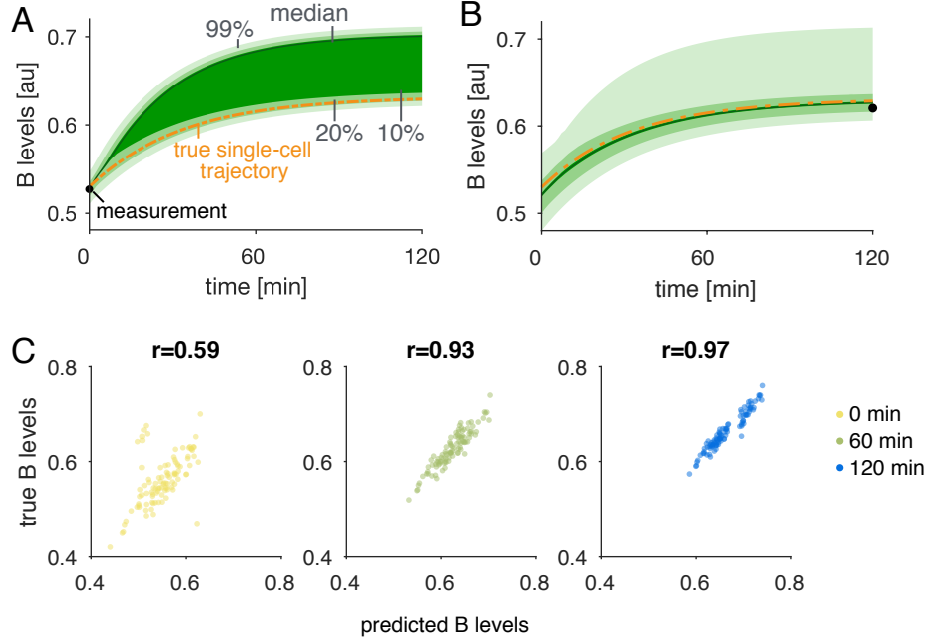 A
B
99%
median
0.7
0.6
0.5
B levels [au]
20%
10%
true single-cell
trajectory
measurement
0
60
120
time [min]
0.7
0.6
0.5
B levels [au]
0
60
120
time [min]
C
r=0.59
r=0.93
r=0.97
true B levels
0.8
0.6
0.4
0.4
0.6
0.8
0.8
0.6
0.4
0.4
0.6
0.8
0.8
0.6
0.4
0.4
0.6
0.8
0 min
60 min
120 min
predicted B levels